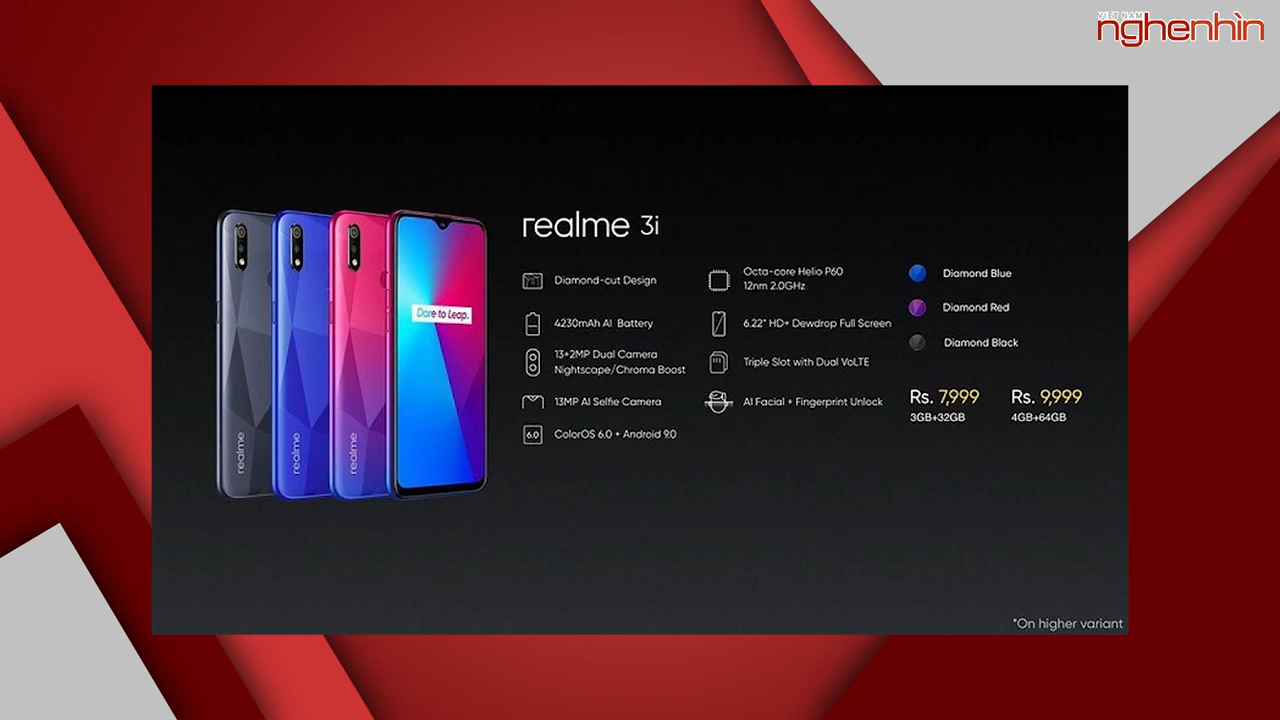 VIỆT NAM
nghenhìn
realme 3i
Diamond-cut Design
4230mAh AI Battery
13+2MP Dual Camera
Nightscape/Chroma Boost
13MP AI Selfie Camera
6.0
ColorOS 6.0 + Android 9.0
Octa-core Helio P60
12nm 2.0GHz
6.22" HD+ Dewdrop Full Screen
Triple Slot with Dual VoLTE
AI Facial + Fingerprint Unlock
Diamond Blue
Diamond Red
Diamond Black
Rs. 7,999
3GB+32GB
Rs. 9,999
4GB+64GB
Dare to Leap.
realme
realme
realme
*On higher variant